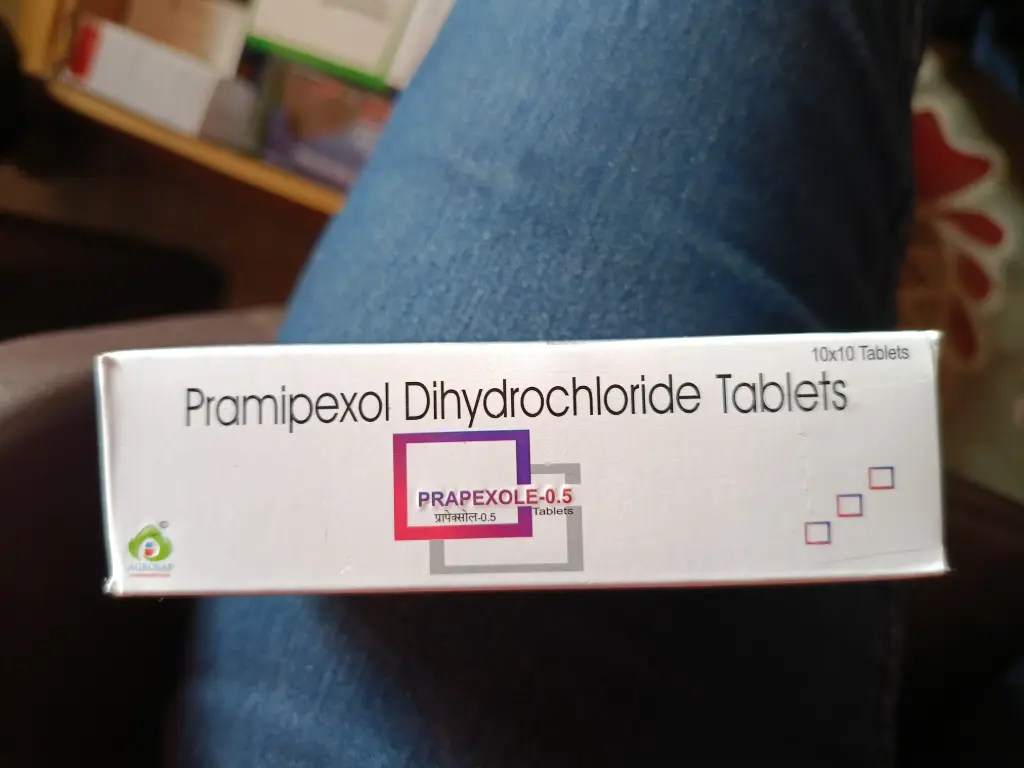 10x10 Tablets
Pramipexol Dihydrochloride Tablets
PRAPEXOLE-0.5
Tablets
प्रापेक्सोल-0.5
©